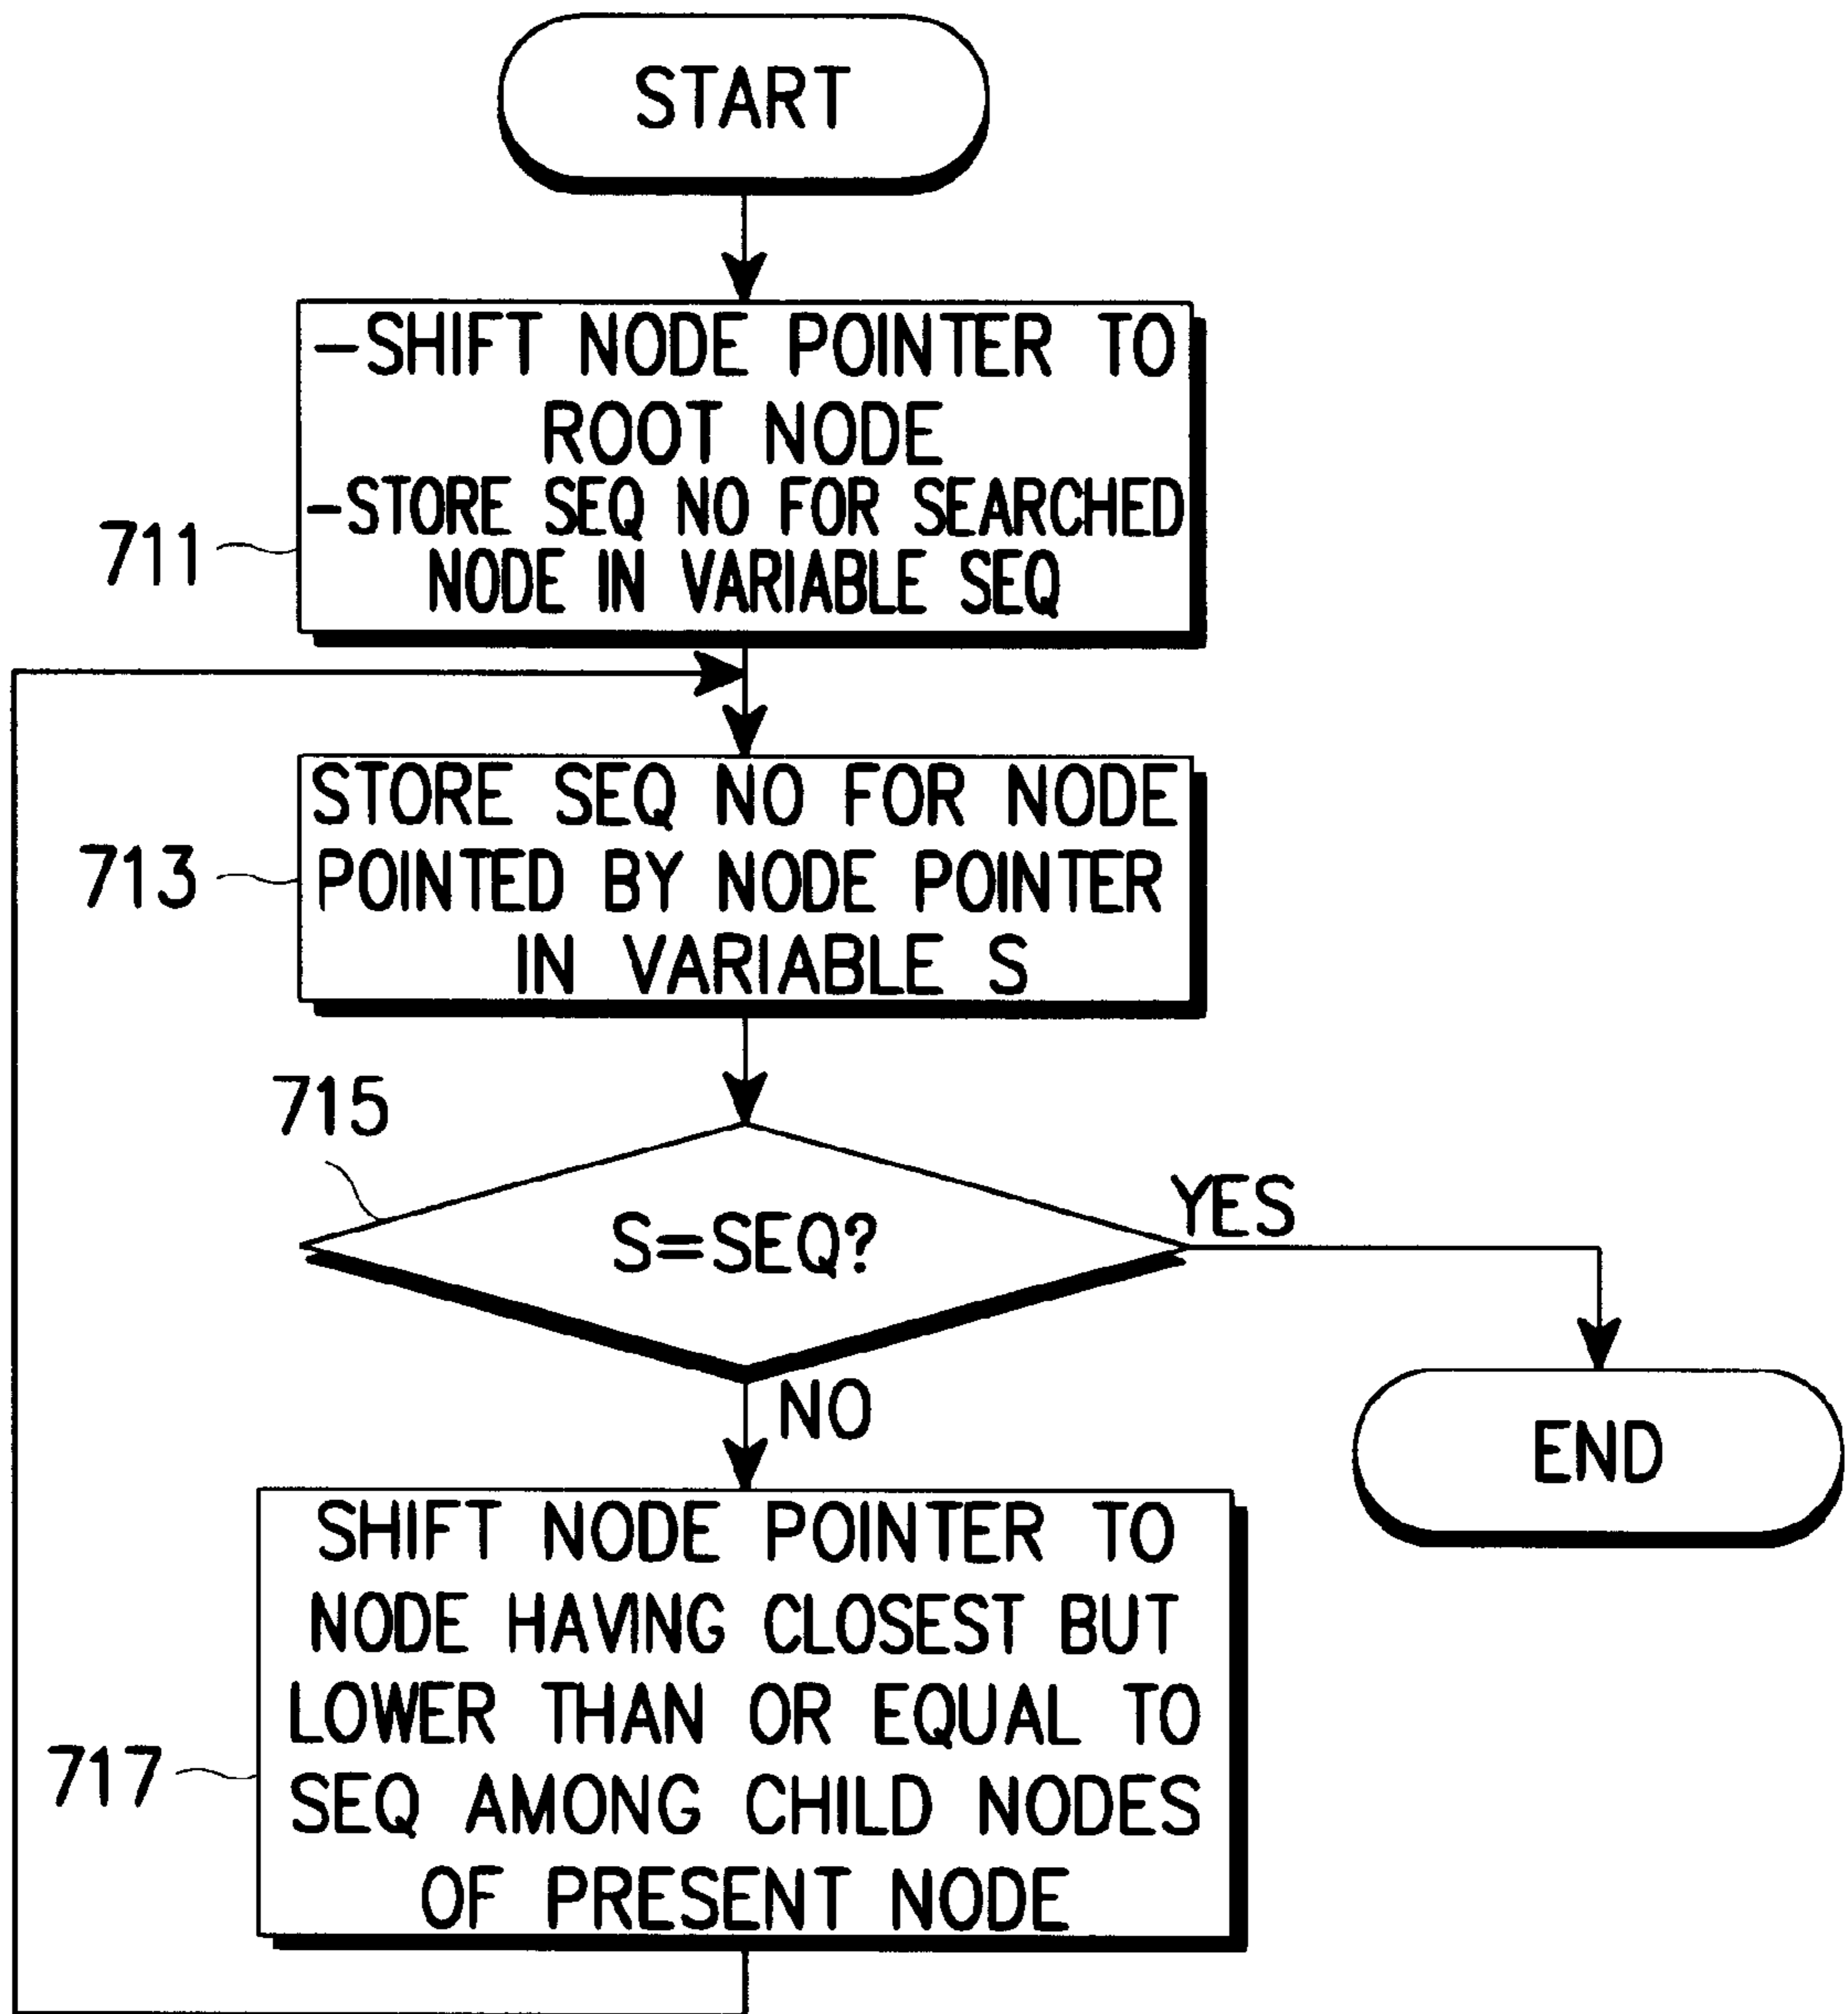 START
-SHIFT NODE POINTER TO
ROOT NODE
-STORE SEQ NO FOR SEARCHED
NODE IN VARIABLE SEQ
711
STORE SEQ NO FOR NODE
POINTED BY NODE POINTER
IN VARIABLE S
713
715
S=SEQ?
YES
NO
END
SHIFT NODE POINTER TO
NODE HAVING CLOSEST BUT
LOWER THAN OR EQUAL TO
SEQ AMONG CHILD NODES
OF PRESENT NODE
717